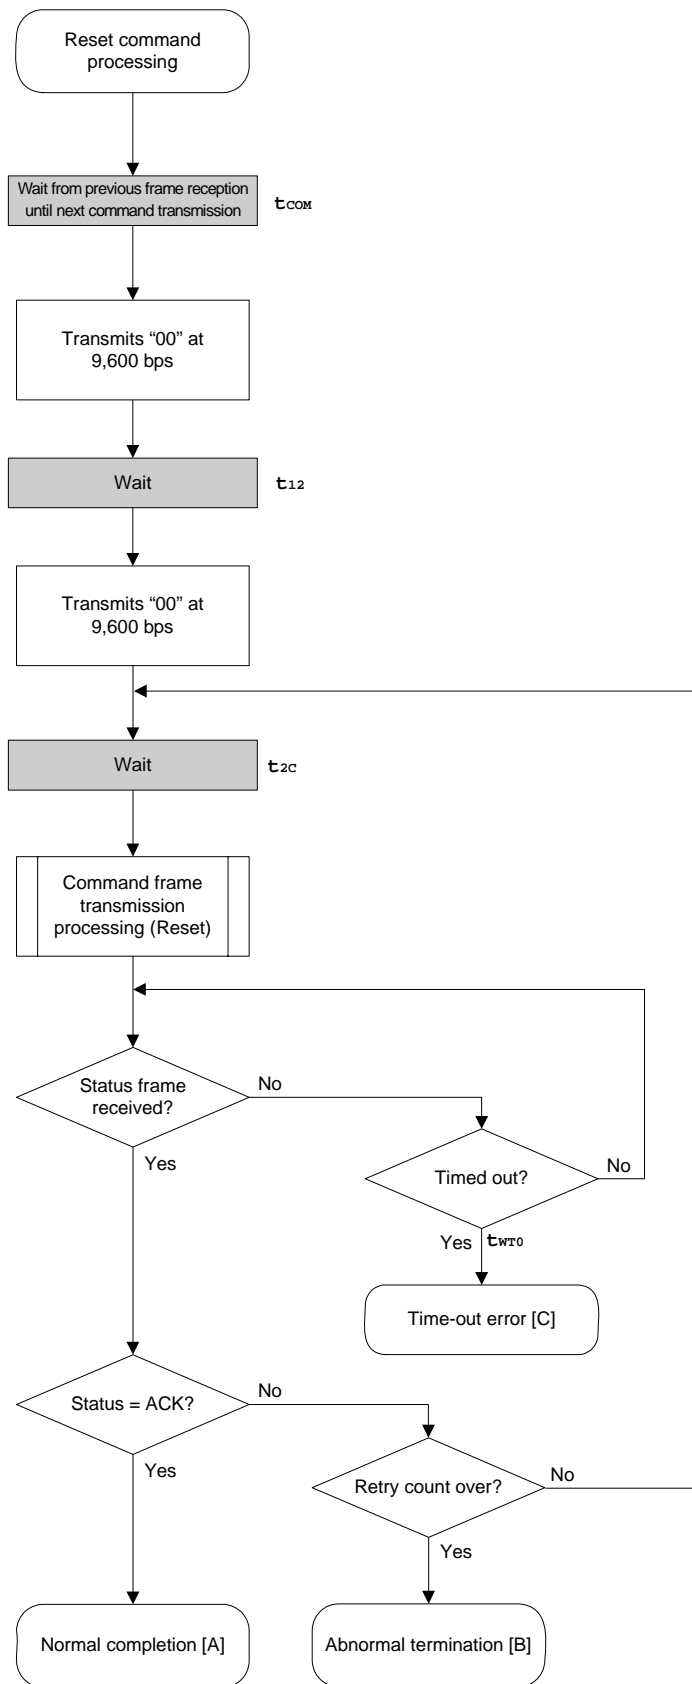 Reset command
processing
Wait from previous frame reception
until next command transmission
tCOM
Transmits “00” at
9,600 bps
Wait
t12
Transmits “00” at
9,600 bps
Wait
t2C
Command frame
transmission
processing (Reset)
Status frame
received?
No
Yes
Timed out?
No
Yes
tWT0
Time-out error [C]
Status = ACK?
No
Yes
Retry count over?
No
Yes
Normal completion [A]
Abnormal termination [B]